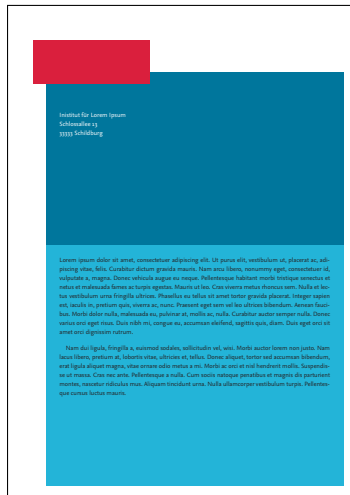 Inistitut für Lorem Ipsum
Schlossallee 23
33333 Schildburg
Lorem ipsum dolor sit amet, consectetuer adipiscing elit. Ut purus elit, vestibulum ut, placerat ac, adi-
piscing vitae, felis. Curabitur dictum gravida mauris. Nam arcu libero, nonummy eget, consectetuer id,
vulputate a, magna. Donec vehicula augue eu neque. Pellentesque habitant morbi tristique senectus et
netus et malesuada fames ac turpis egestas. Mauris ut leo. Cras viverra metus rhoncus sem. Nulla et lec-
tus vestibulum urna fringilla ultrices. Phasellus eu tellus sit amet tortor gravida placerat. Integer sapien
est, iaculis in, pretium quis, viverra ac, nunc. Praesent eget sem vel leo ultrices bibendum. Aenean fauci-
bus. Morbi dolor nulla, malesuada eu, pulvinar at, mollis ac, nulla. Curabitur auctor semper nulla. Donec
varius orci eget risus. Duis nibh mi, congue eu, accumsan eleifend, sagittis quis, diam. Duis eget orci sit
amet orci dignissim rutrum.
Nam dui ligula, fringilla a, euismod sodales, sollicitudin vel, wisi. Morbi auctor lorem non justo. Nam
lacus libero, pretium at, lobortis vitae, ultricies et, tellus. Donec aliquet, tortor sed accumsan bibendum,
erat ligula aliquet magna, vitae ornare odio metus a mi. Morbi ac orci et nisl hendrerit mollis. Suspendis-
se ut massa. Cras nec ante. Pellentesque a nulla. Cum sociis natoque penatibus et magnis dis parturient
montes, nascetur ridiculus mus. Aliquam tincidunt urna. Nulla ullamcorper vestibulum turpis. Pellentes-
que cursus luctus mauris.